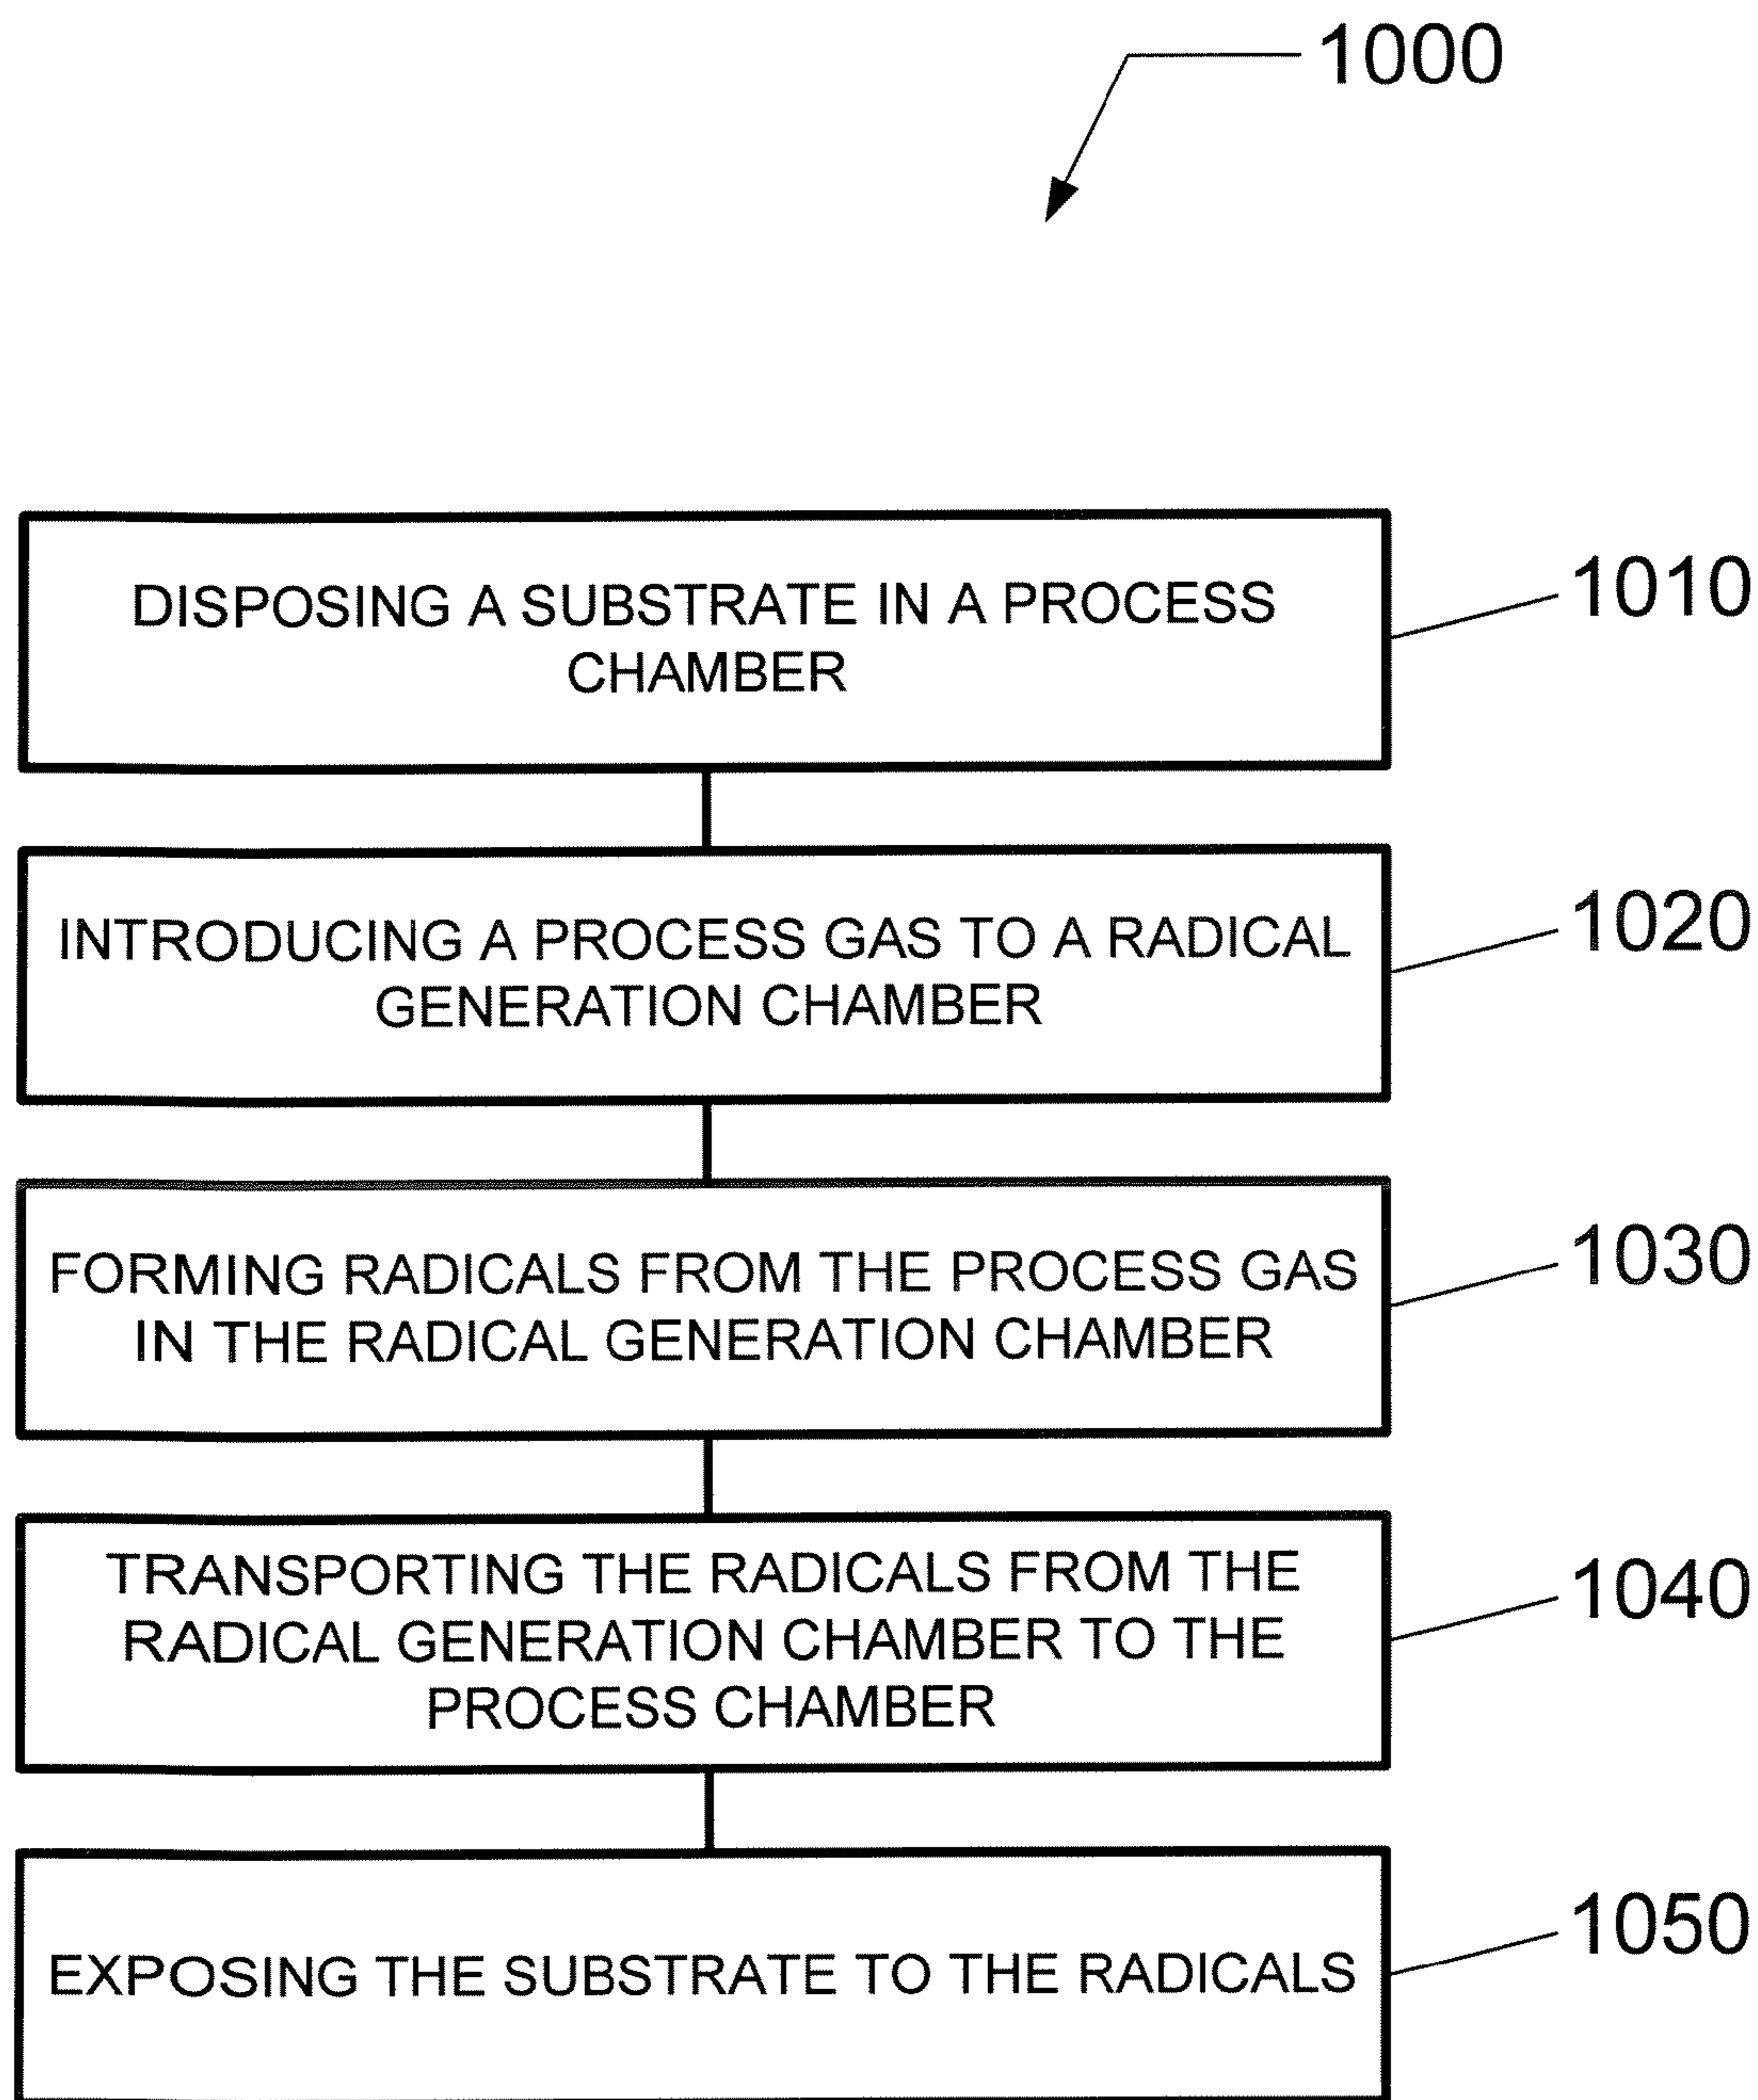 1000
DISPOSING A SUBSTRATE IN A PROCESS
CHAMBER
1010
INTRODUCING A PROCESS GAS TO A RADICAL
GENERATION CHAMBER
1020
FORMING RADICALS FROM THE PROCESS GAS
IN THE RADICAL GENERATION CHAMBER
1030
TRANSPORTING THE RADICALS FROM THE
RADICAL GENERATION CHAMBER TO THE
PROCESS CHAMBER
1040
EXPOSING THE SUBSTRATE TO THE RADICALS
1050